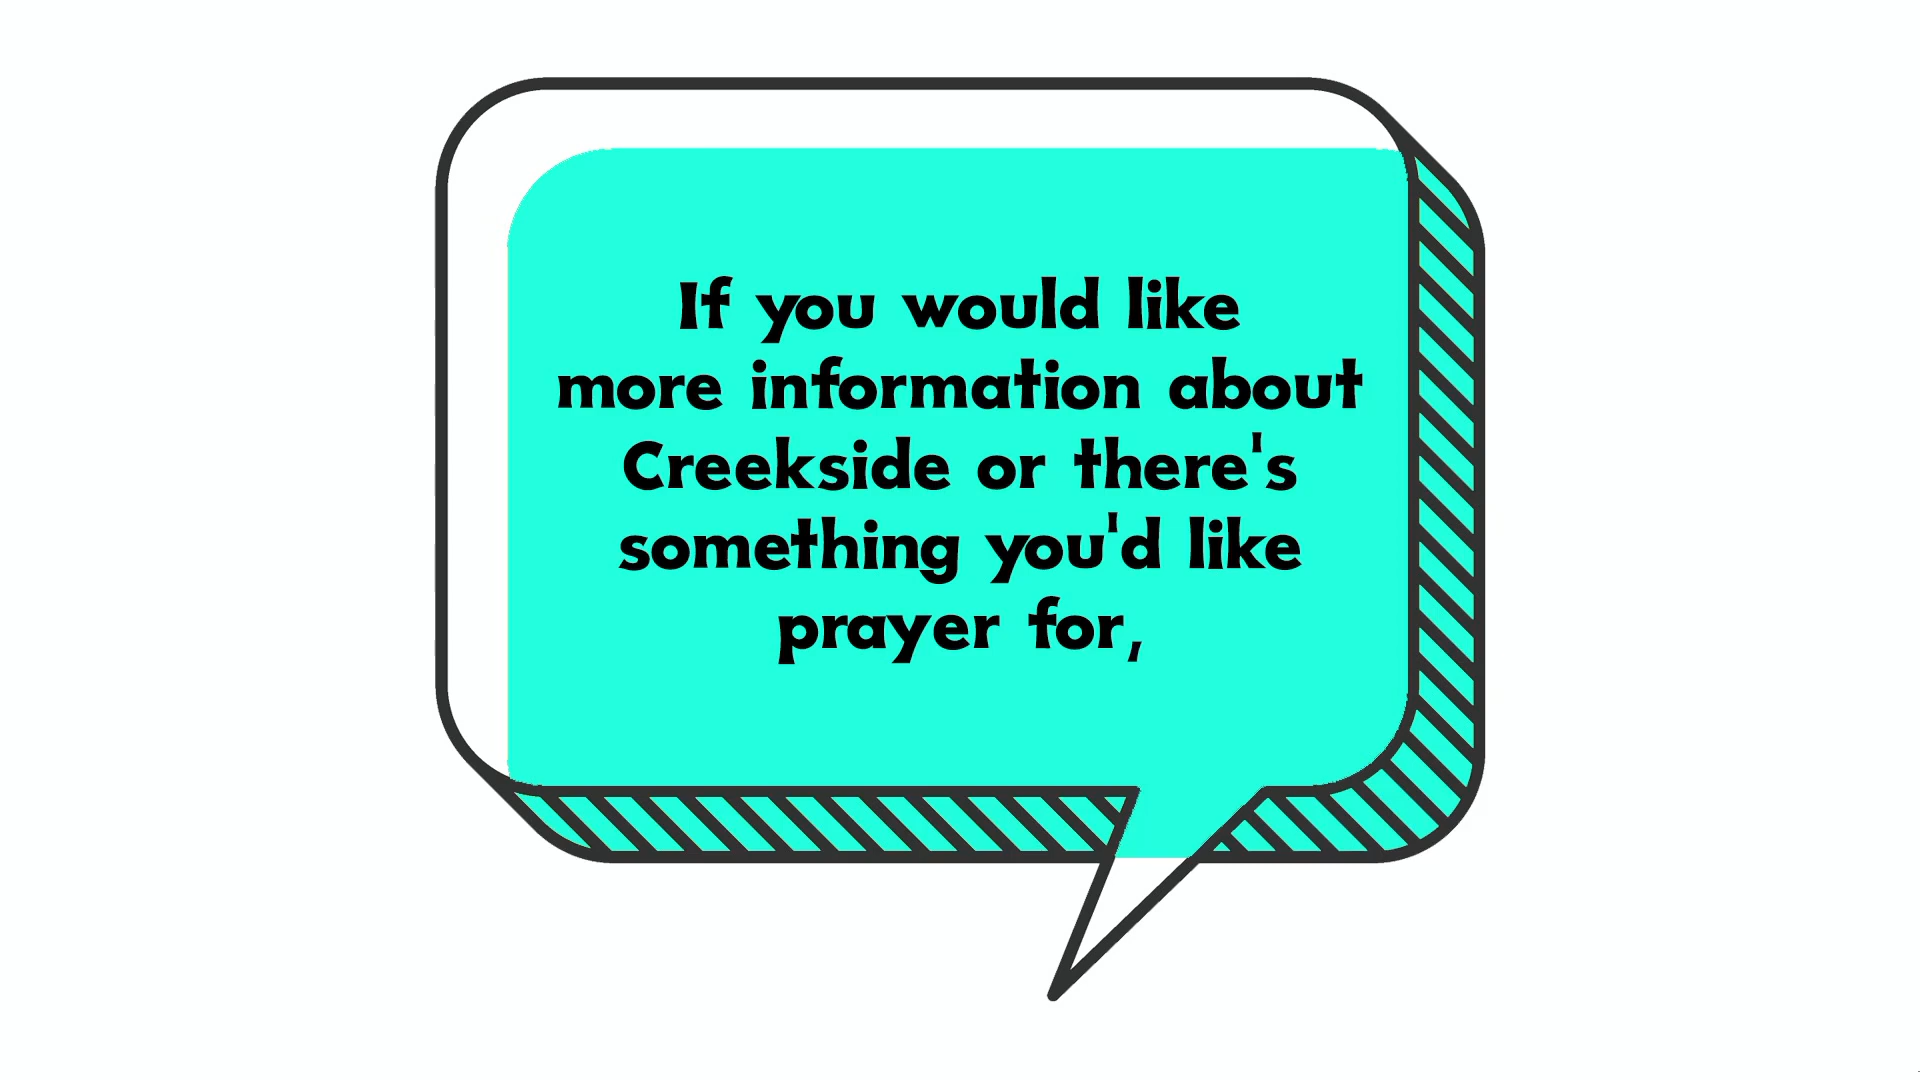 If you would like
more information about
Creekside or there's
something you'd like
prayer for,